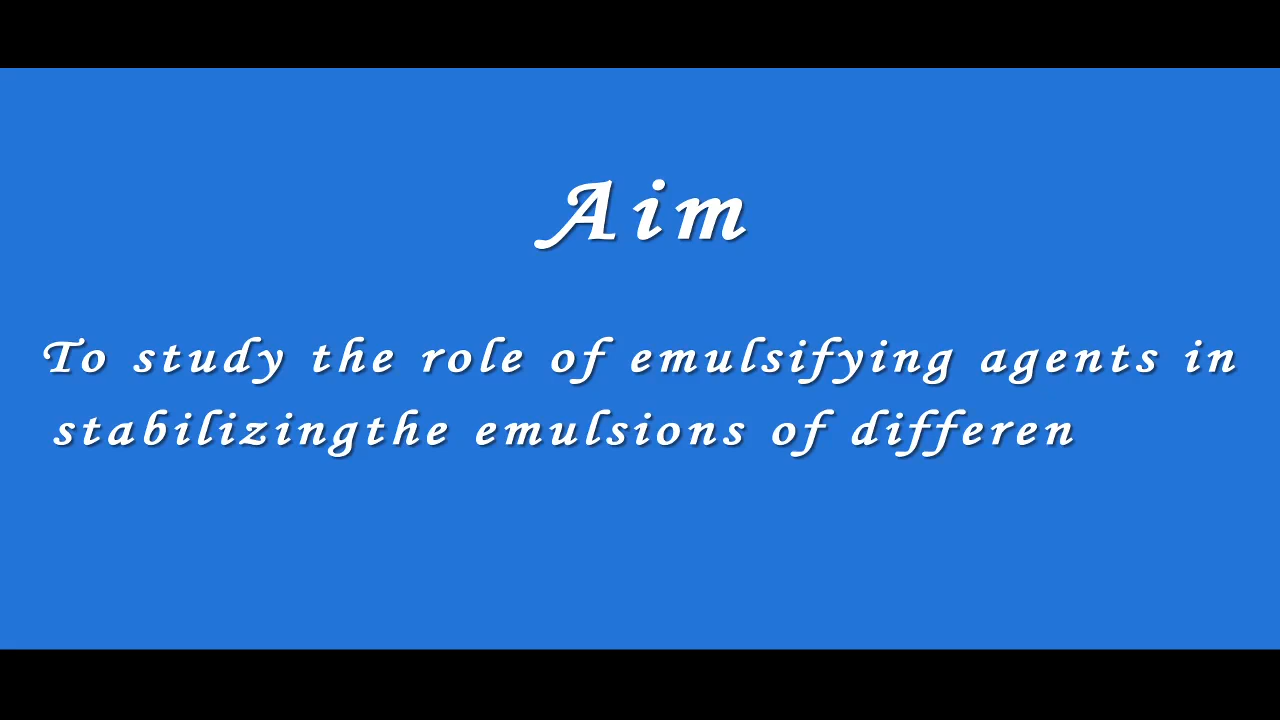 Aim
To study the role of emulsifying agents in
stabilizingthe emulsions of differen